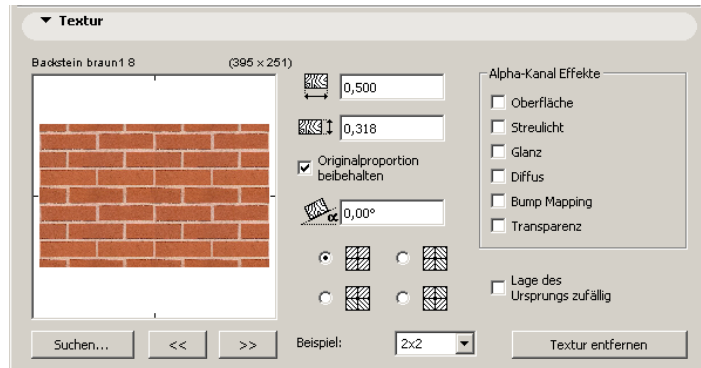 Textur
Backstein braun1 8 (395 x 251)
0,500
0,318
Originalproportion
beibehalten
α 0,00°
Alpha-Kanal Effekte
Oberfläche
Streulicht
Glanz
Diffus
Bump Mapping
Transparenz
Lage des
Ursprungs zufällig
Suchen... << >> Beispiel: 2x2 Textur entfernen